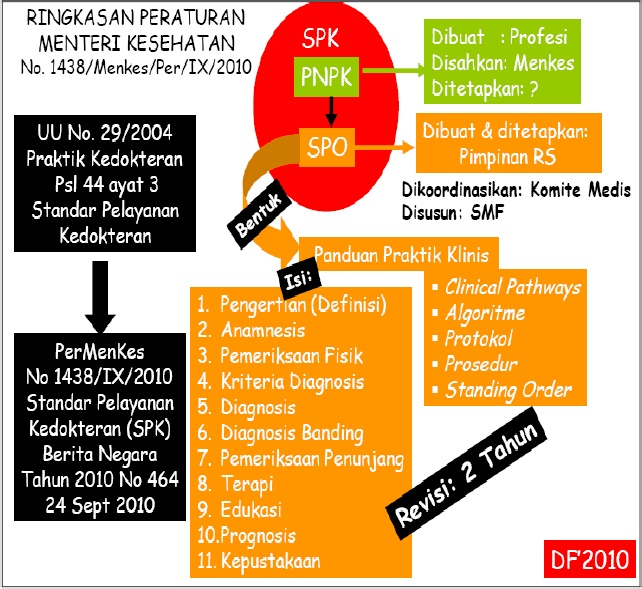 RINGKASAN PERATURAN
MENTERI KESEHATAN
No. 1438/Menkes/Per/IX/2010
SPK
PNPK
SPO
Dibuat : Profesi
Disahkan: Menkes
Ditetapkan: ?
Dibuat & ditetapkan:
Pimpinan RS
Dikoordinasikan: Komite Medis
Disusun: SMF
UU No. 29/2004
Praktik Kedokteran
Psl 44 ayat 3
Standar Pelayanan
Kedokteran
PerMenKes
No 1438/IX/2010
Standar Pelayanan
Kedokteran (SPK)
Berita Negara
Tahun 2010 No 464
24 Sept 2010
Bentuk
Panduan Praktik Klinis
▪ Clinical Pathways
▪ Algoritme
▪ Protokol
▪ Prosedur
▪ Standing Order
Isi:
1. Pengertian (Definisi)
2. Anamnesis
3. Pemeriksaan Fisik
4. Kriteria Diagnosis
5. Diagnosis
6. Diagnosis Banding
7. Pemeriksaan Penunjang
8. Terapi
9. Edukasi
10.Prognosis
11. Kepustakaan
Revisi: 2 Tahun
DF'2010